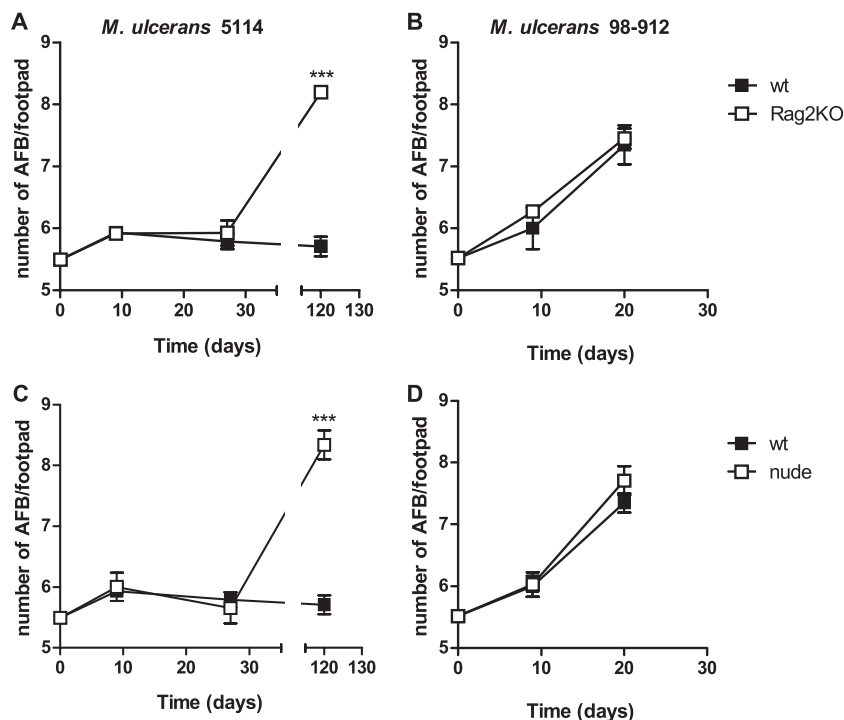 A
M. ulcerans 5114
number of AFB/footpad
9
8
7
6
5
***
0 10 20 30 120 130
Time (days)
B
M. ulcerans 98-912
number of AFB/footpad
9
8
7
6
5
0 10 20 30
Time (days)
wt
Rag2KO
C
number of AFB/footpad
9
8
7
6
5
***
0 10 20 30 120 130
Time (days)
D
number of AFB/footpad
9
8
7
6
5
0 10 20 30
Time (days)
wt
nude